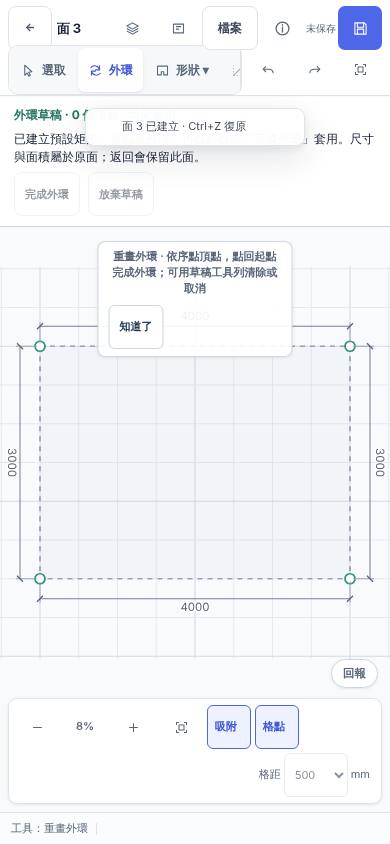 面 3
檔案
未保存
選取
外環
形狀 ▾
外環草稿 · 0
面 3 已建立 · Ctrl+Z 復原
已建立預設矩
」套用。尺寸
與面積屬於原面；返回會保留此面。
完成外環
放棄草稿
重畫外環 · 依序點頂點，點回起點
完成外環；可用草稿工具列清除或
取消
知道了
4000
3000
3000
4000
回報
8%
吸附
格點
格距
500
mm
工具：重畫外環